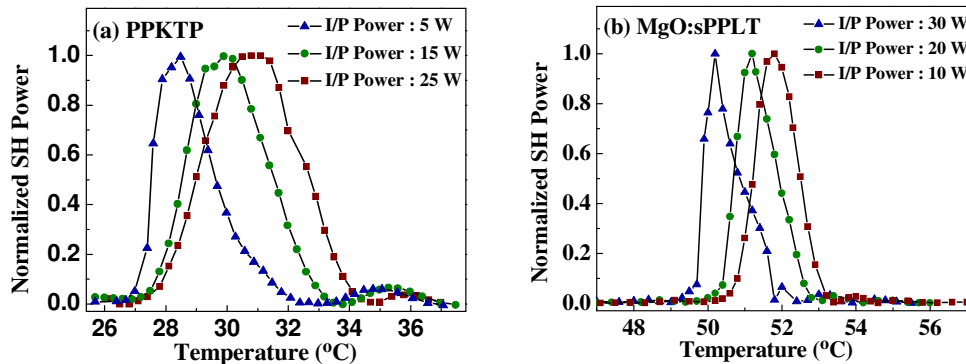 (a) PPKTP
I/P Power : 5 W
I/P Power : 15 W
I/P Power : 25 W
Normalized SH Power
1.0
0.8
0.6
0.4
0.2
0.0
26 28 30 32 34 36
Temperature (°C)
(b) MgO:sPPLT
I/P Power : 30 W
I/P Power : 20 W
I/P Power : 10 W
Normalized SH Power
1.0
0.8
0.6
0.4
0.2
0.0
48 50 52 54 56
Temperature (°C)